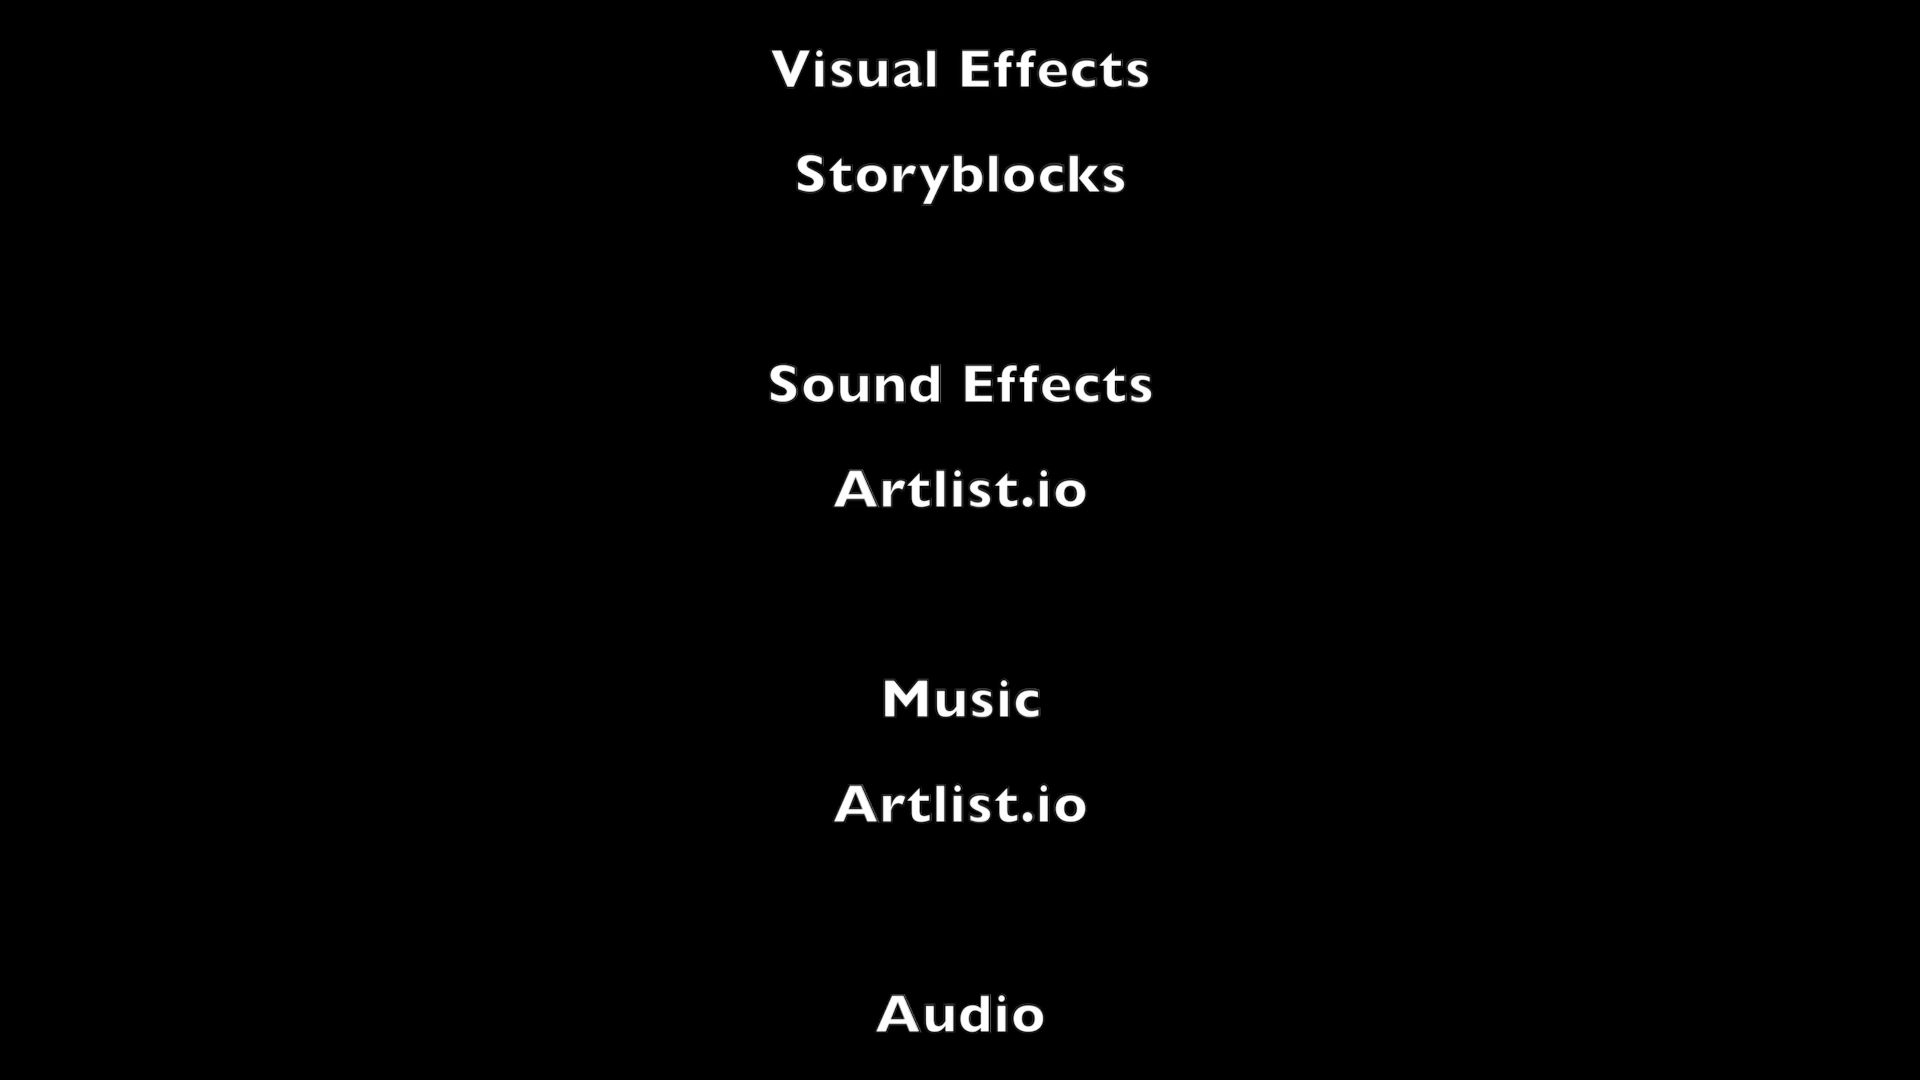 Visual Effects
Storyblocks
Sound Effects
Artlist.io
Music
Artlist.io
Audio